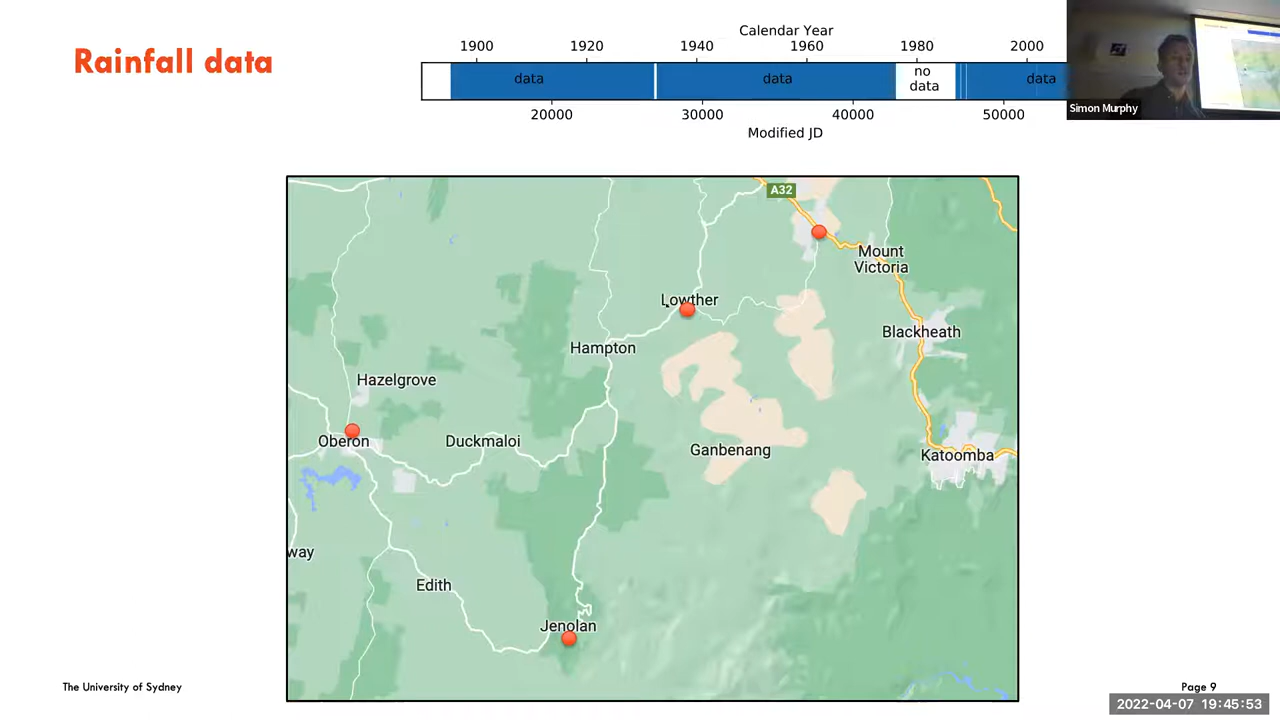 Rainfall data
Calendar Year
1900 1920 1940 1960 1980 2000
data data no data data
20000 30000 40000 50000
Modified JD
Simon Murphy
A32
Mount
Victoria
Lowther
Blackheath
Hampton
Hazelgrove
Oberon
Duckmaloi
Ganbenang
Katoomba
way
Edith
Jenolan
The University of Sydney
Page 9
2022-04-07 19:45:53